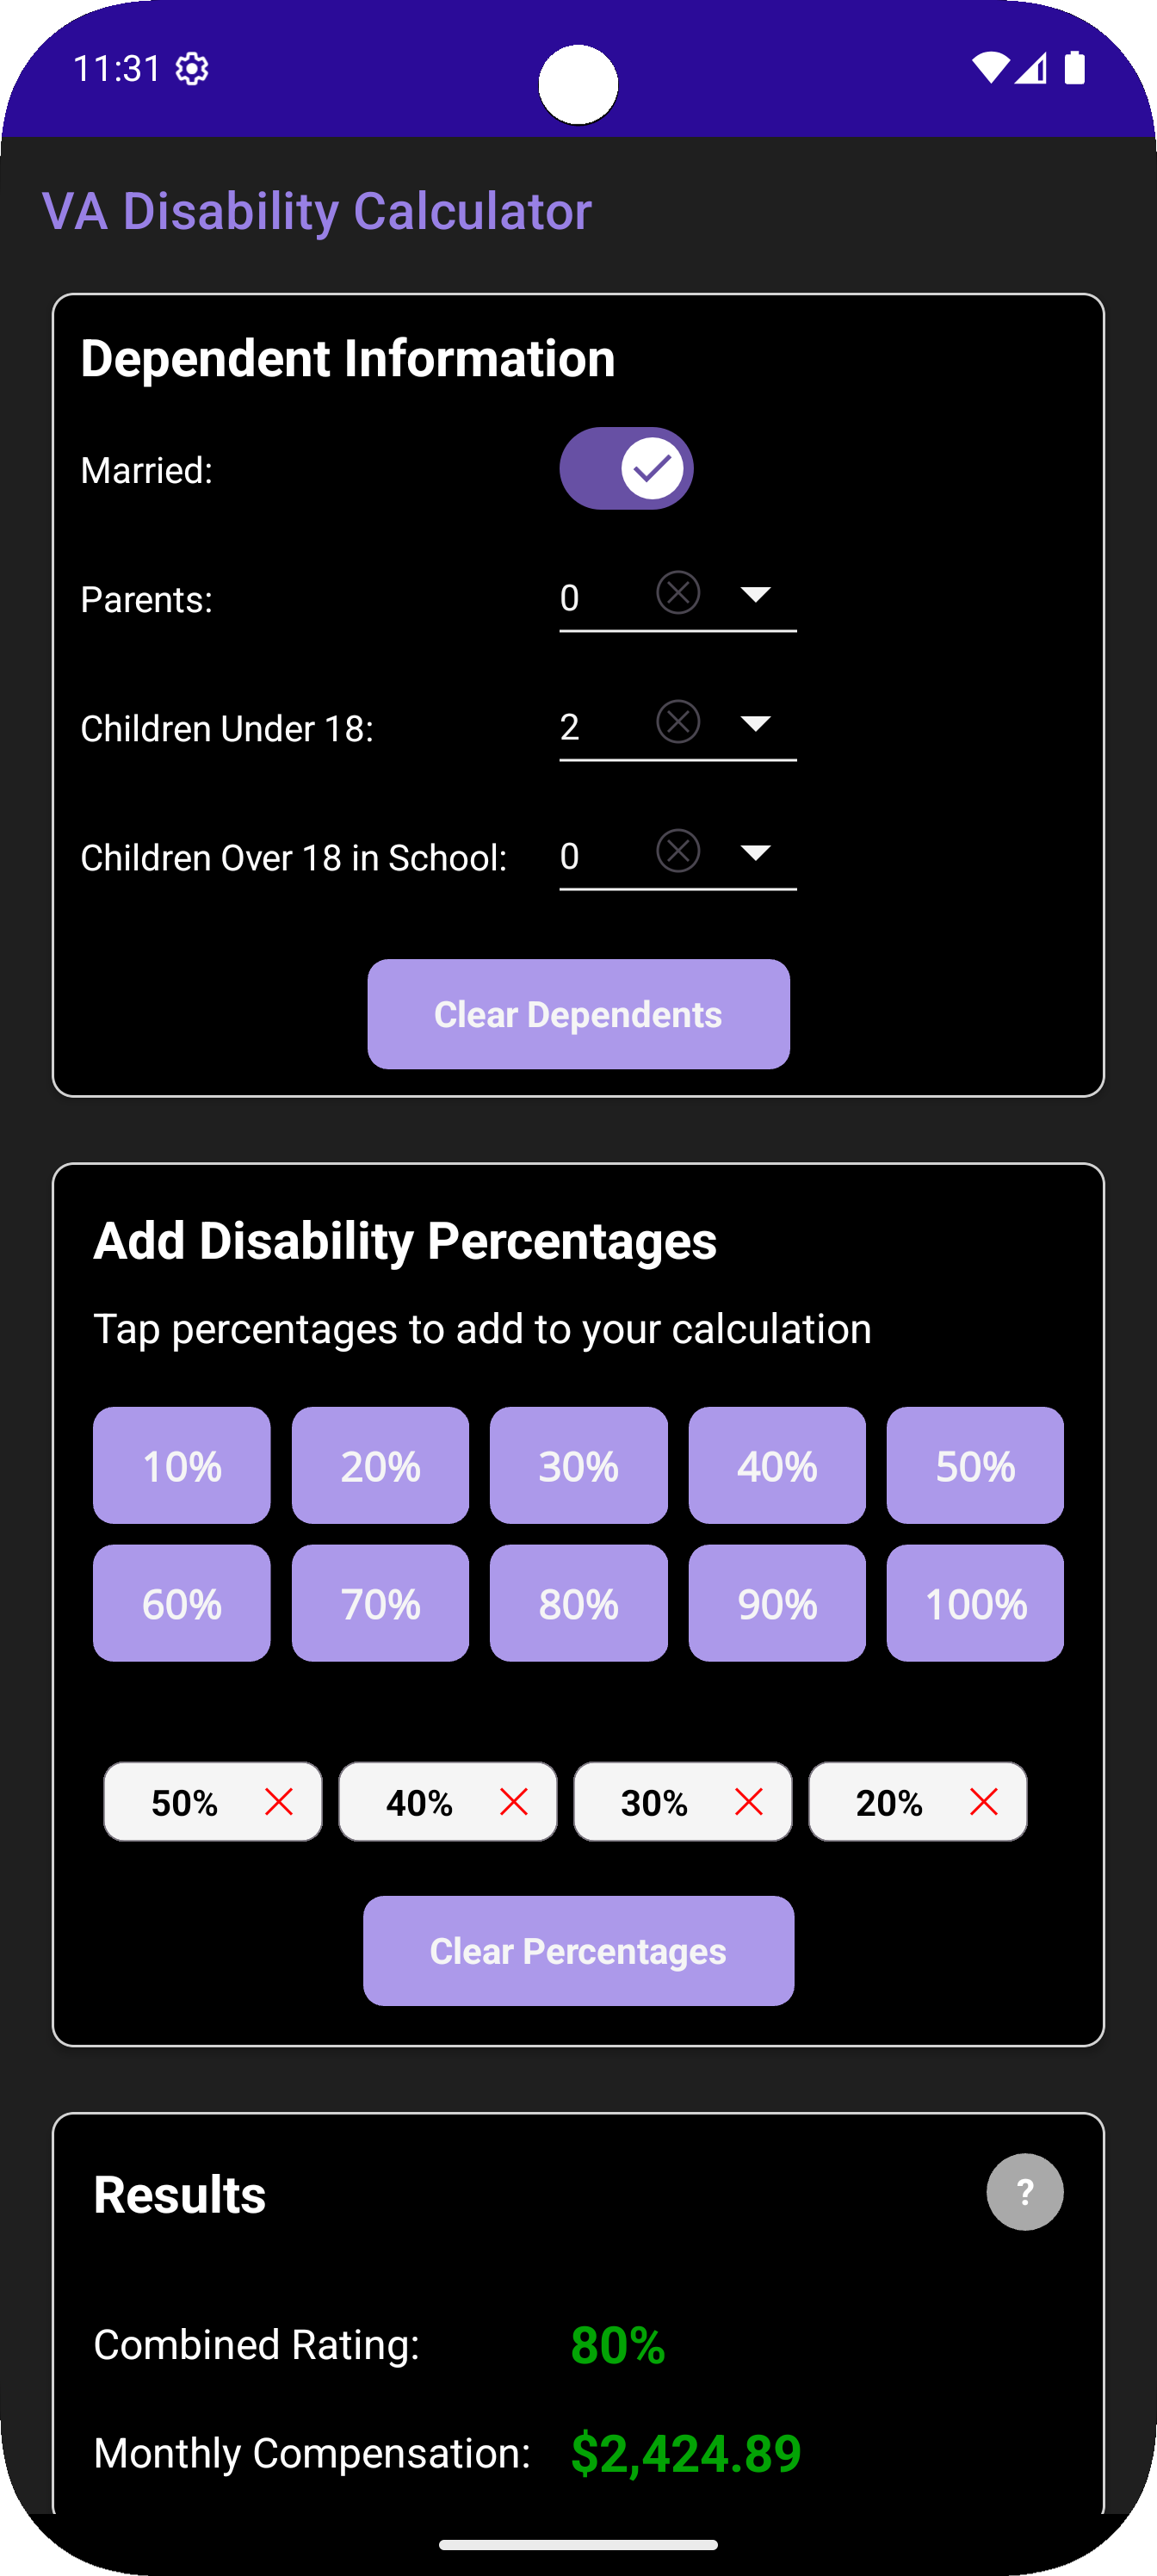 11:31
VA Disability Calculator
Dependent Information
Married:
Parents: 0
Children Under 18: 2
Children Over 18 in School: 0
Clear Dependents
Add Disability Percentages
Tap percentages to add to your calculation
10% 20% 30% 40% 50%
60% 70% 80% 90% 100%
50% 40% 30% 20%
Clear Percentages
Results ?
Combined Rating: 80%
Monthly Compensation: $2,424.89